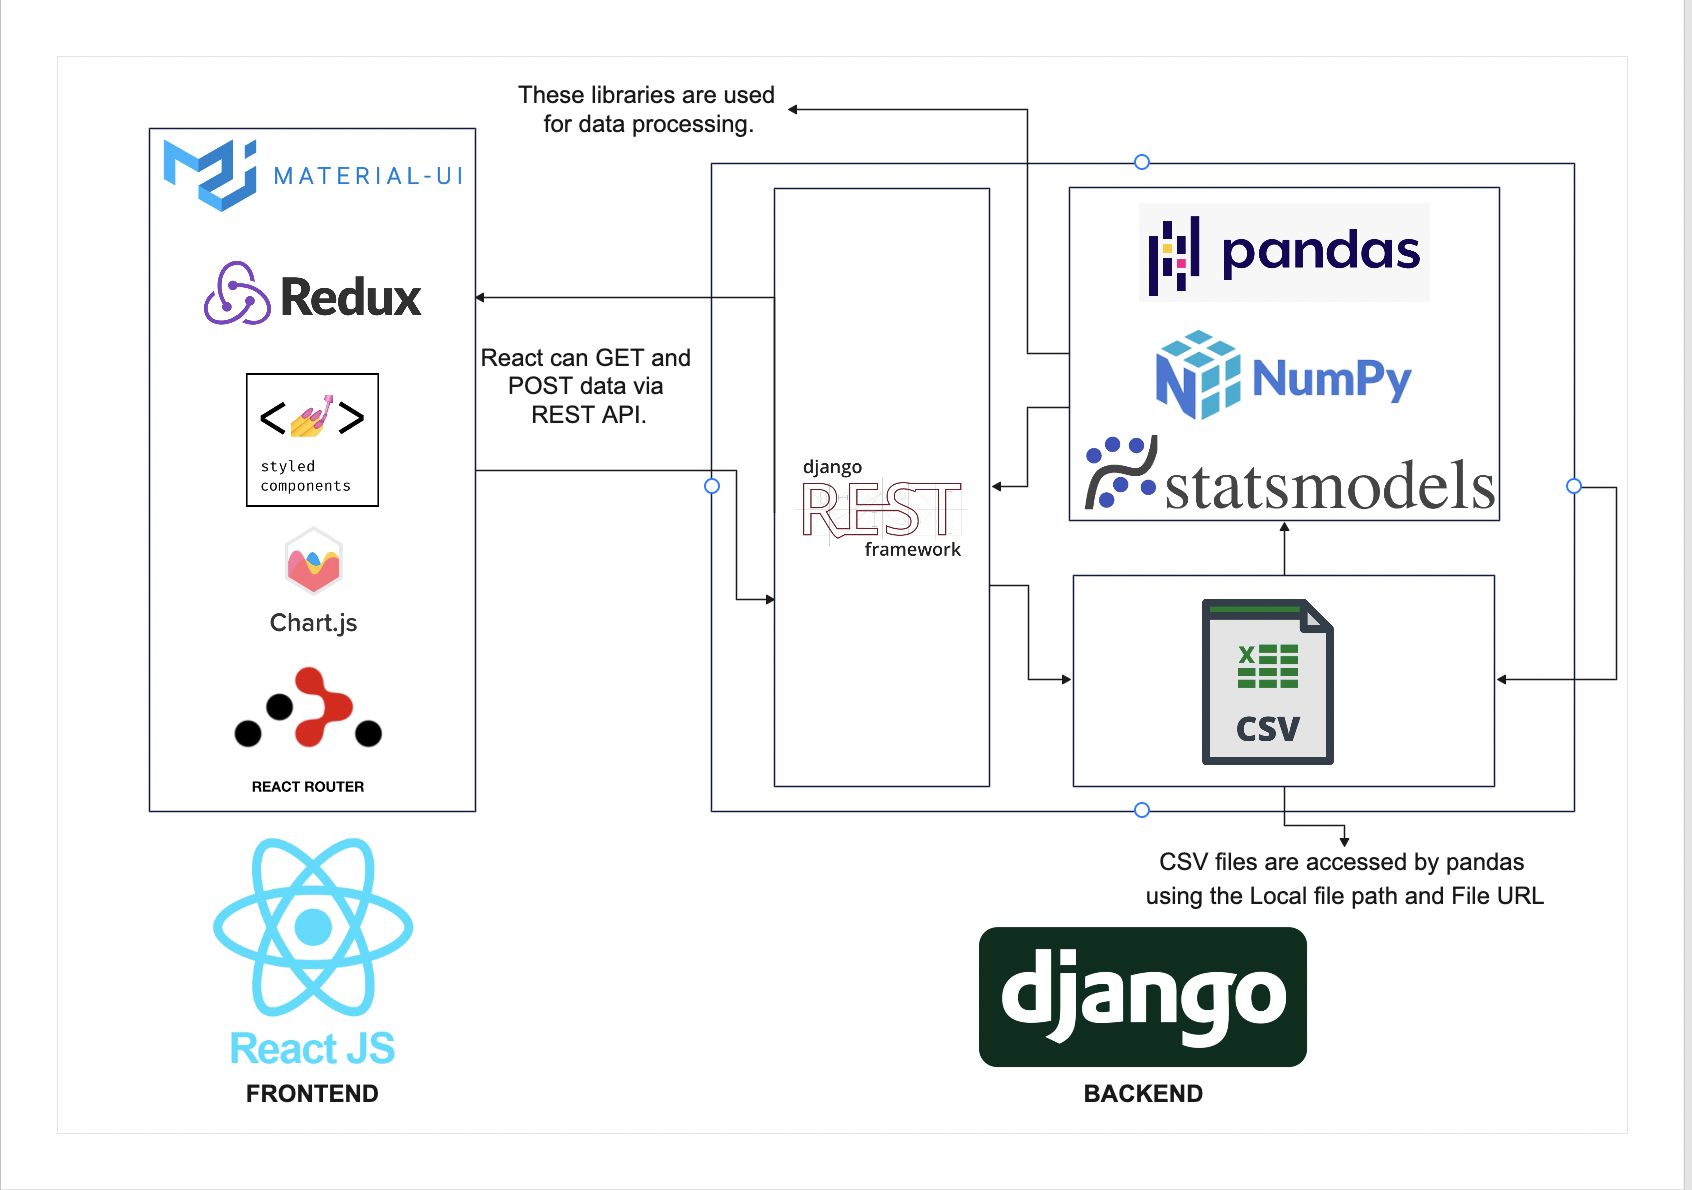 These libraries are used
for data processing.
MATERIAL-UI
Redux
styled
components
Chart.js
REACT ROUTER
React JS
FRONTEND
React can GET and
POST data via
REST API.
django
REST
framework
pandas
NumPy
statsmodels
X
CSV
CSV files are accessed by pandas
using the Local file path and File URL
django
BACKEND